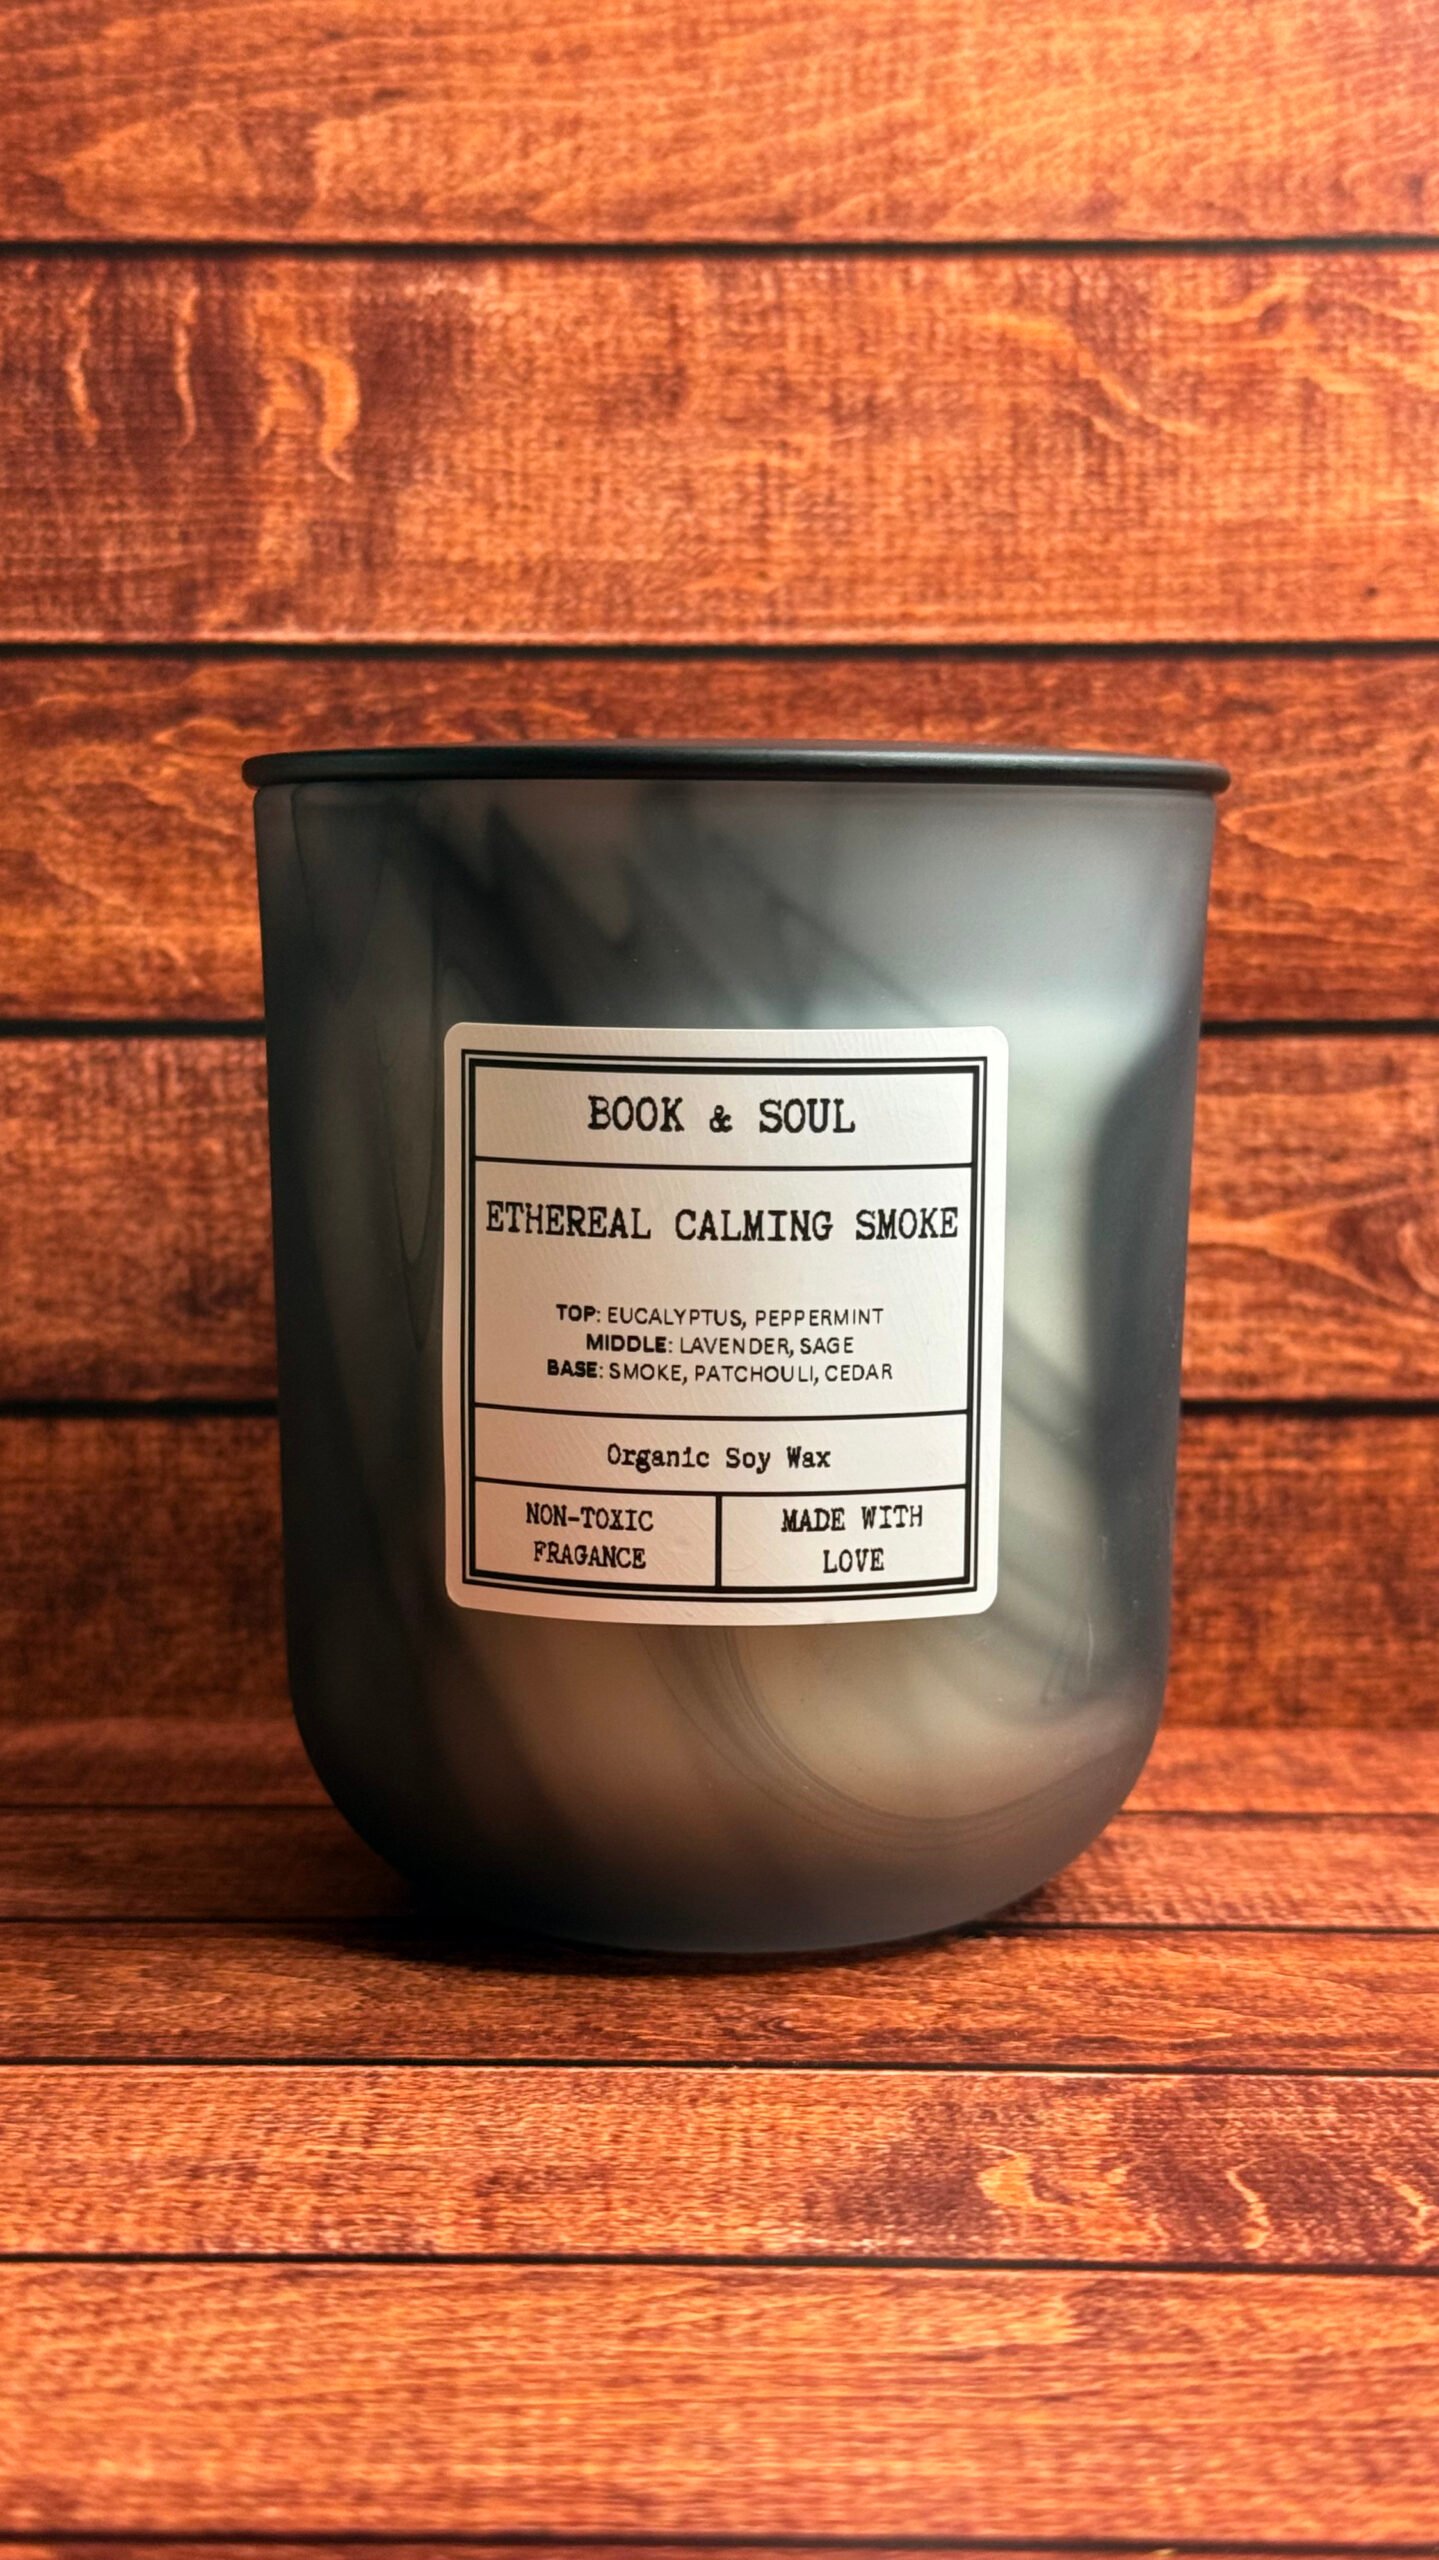 BOOK & SOUL
ETHEREAL CALMING SMOKE
TOP: EUCALYPTUS, PEPPERMINT
MIDDLE: LAVENDER, SAGE
BASE: SMOKE, PATCHOULI, CEDAR
Organic Soy Wax
NON-TOXIC
FRAGANCE
MADE WITH
LOVE